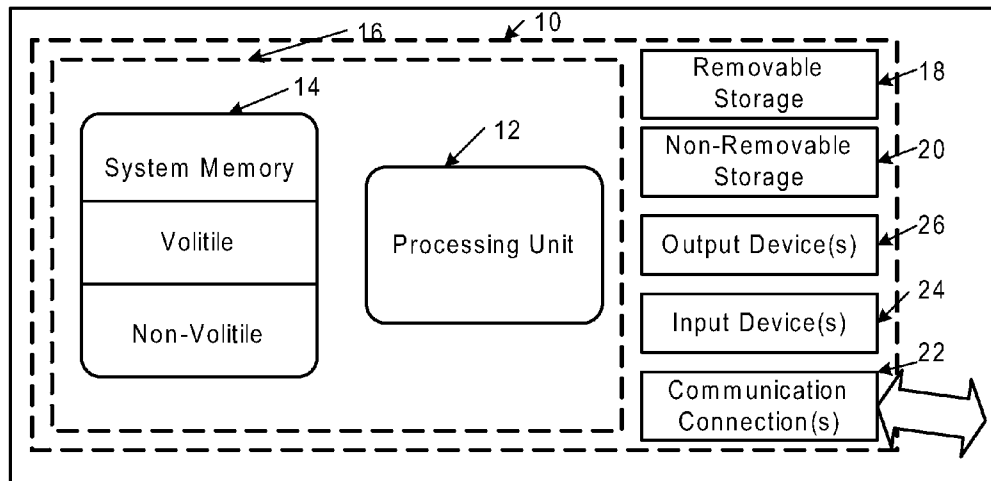 16
10
14
System Memory
Volitile
Non-Volitile
12
Processing Unit
Removable
Storage
18
Non-Removable
Storage
20
Output Device(s)
26
Input Device(s)
24
Communication
Connection(s)
22